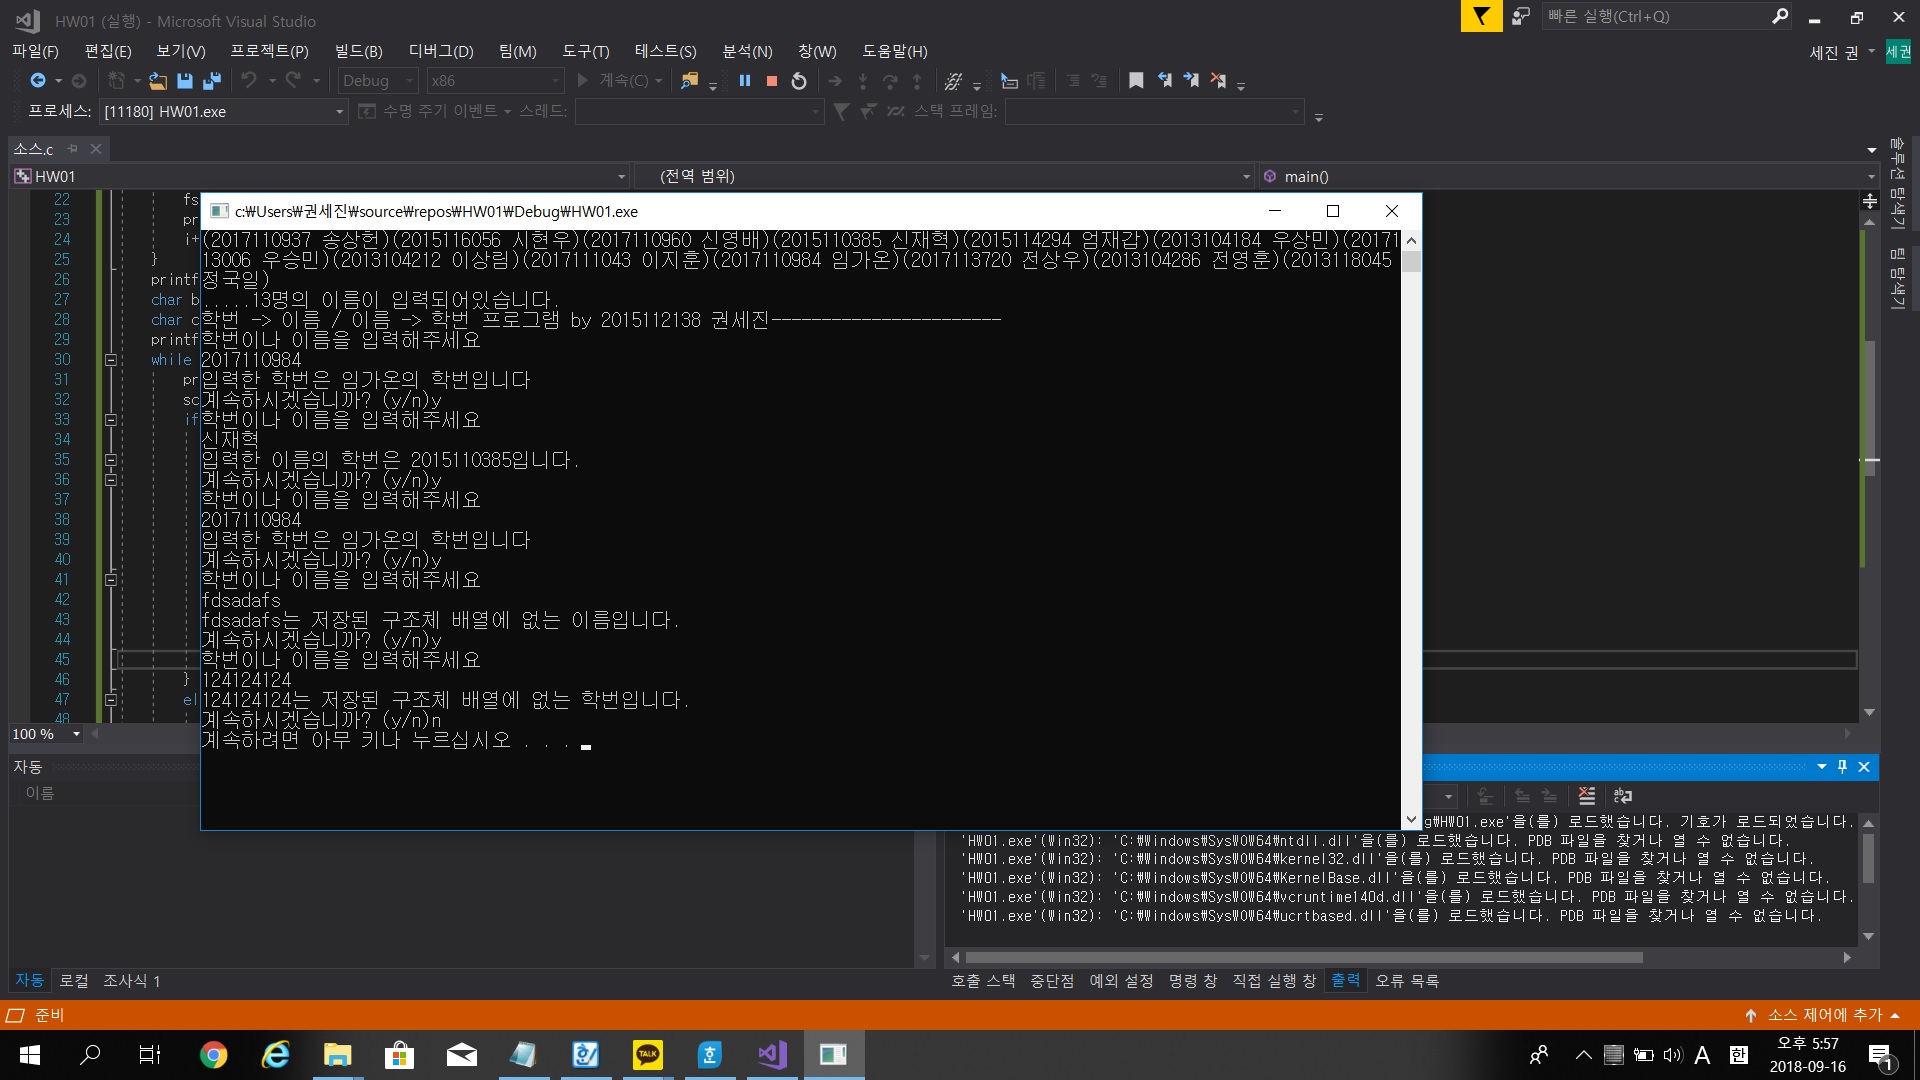 HW01 (실행) - Microsoft Visual Studio
빠른 실행(Ctrl+Q)
파일(F) 편집(E) 보기(V) 프로젝트(P) 빌드(B) 디버그(D) 팀(M) 도구(T) 테스트(S) 분석(N) 창(W) 도움말(H)
세진 권 세권
Debug x86 계속(C)
프로세스: [11180] HW01.exe 수명 주기 이벤트 스레드: 스택 프레임:
소스.c
HW01 (전역 범위) main()
솔루션 탐색기
팀 탐색기
c:₩Users₩권세진₩source₩repos₩HW01₩Debug₩HW01.exe
(2017110937 송상헌)(2015116056 시현우)(2017110960 신영배)(2015110385 신재혁)(2015114294 엄재갑)(2013104184 우상민)(20171
13006 우승민)(2013104212 이상림)(2017111043 이지훈)(2017110984 임가온)(2017113720 전상우)(2013104286 전영훈)(2013118045
정국일)
.....13명의 이름이 입력되어있습니다.
학번 -> 이름 / 이름 -> 학번 프로그램 by 2015112138 권세진-----------------------
학번이나 이름을 입력해주세요
2017110984
입력한 학번은 임가온의 학번입니다
계속하시겠습니까? (y/n)y
학번이나 이름을 입력해주세요
신재혁
입력한 이름의 학번은 2015110385입니다.
계속하시겠습니까? (y/n)y
학번이나 이름을 입력해주세요
2017110984
입력한 학번은 임가온의 학번입니다
계속하시겠습니까? (y/n)y
학번이나 이름을 입력해주세요
fdsadafs
fdsadafs는 저장된 구조체 배열에 없는 이름입니다.
계속하시겠습니까? (y/n)y
학번이나 이름을 입력해주세요
124124124
124124124는 저장된 구조체 배열에 없는 학번입니다.
계속하시겠습니까? (y/n)n
계속하려면 아무 키나 누르십시오 . . .
22 fs
23 pr
24 i+
25 }
26 printf
27 char b
28 char c
29 printf
30 while
31 pr
32 sc
33 if
34
35
36
37
38
39
40
41
42
43
44
45
46 }
47 el
48
100 %
자동
이름
자동 로컬 조사식 1
g₩HW01.exe'을(를) 로드했습니다. 기호가 로드되었습니다.
'HW01.exe'(Win32): 'C:₩Windows₩SysWOW64₩ntdll.dll'을(를) 로드했습니다. PDB 파일을 찾거나 열 수 없습니다.
'HW01.exe'(Win32): 'C:₩Windows₩SysWOW64₩kernel32.dll'을(를) 로드했습니다. PDB 파일을 찾거나 열 수 없습니다.
'HW01.exe'(Win32): 'C:₩Windows₩SysWOW64₩KernelBase.dll'을(를) 로드했습니다. PDB 파일을 찾거나 열 수 없습니다.
'HW01.exe'(Win32): 'C:₩Windows₩SysWOW64₩vcruntime140d.dll'을(를) 로드했습니다. PDB 파일을 찾거나 열 수 없습니다.
'HW01.exe'(Win32): 'C:₩Windows₩SysWOW64₩ucrtbased.dll'을(를) 로드했습니다. PDB 파일을 찾거나 열 수 없습니다.
호출 스택 중단점 예외 설정 명령 창 직접 실행 창 출력 오류 목록
준비
소스 제어에 추가
TALK
A 한
오후 5:57
2018-09-16
1